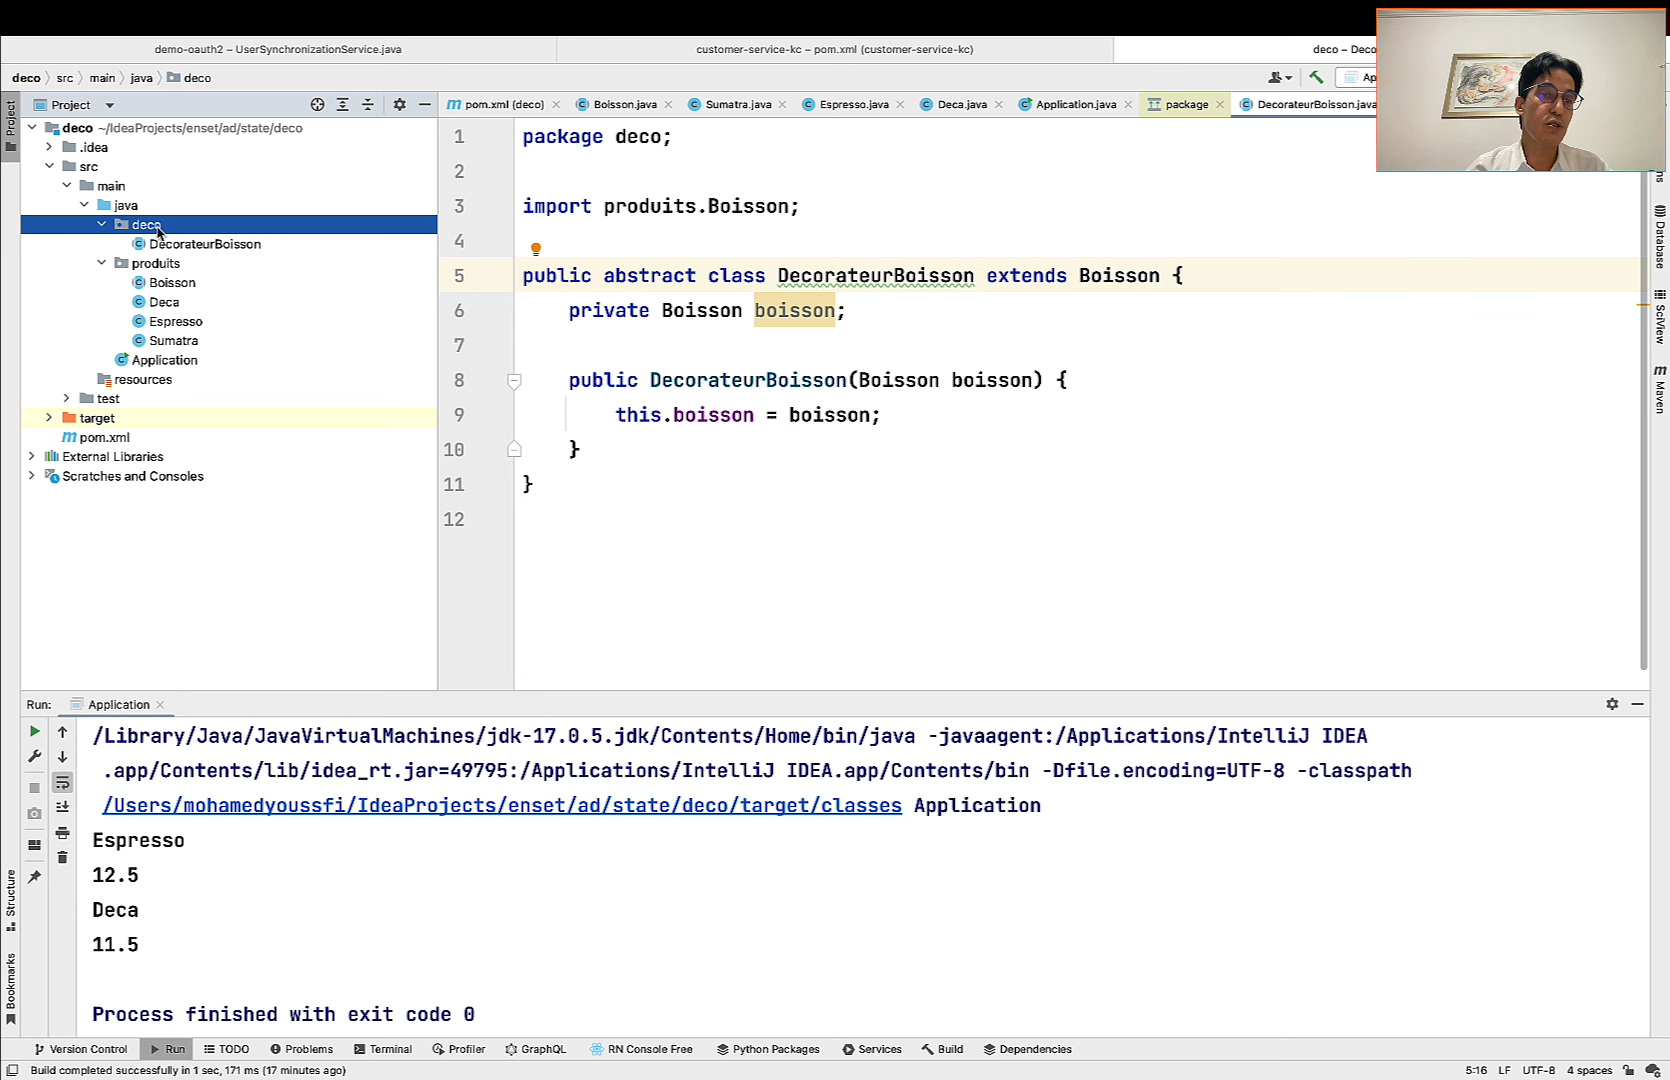 demo-oauth2 – UserSynchronizationService.java
customer-service-kc – pom.xml (customer-service-kc)
deco – Deco
deco
src
main
java
deco
Ap
Project
pom.xml (deco)
Boisson.java
Sumatra.java
Espresso.java
Deca.java
Application.java
package
DecorateurBoisson.java
Project
deco ~/IdeaProjects/enset/ad/state/deco
.idea
src
main
java
deco
DecorateurBoisson
produits
Boisson
Deca
Espresso
Sumatra
Application
resources
test
target
pom.xml
External Libraries
Scratches and Consoles
1 package deco;
2
3 import produits.Boisson;
4
5 public abstract class DecorateurBoisson extends Boisson {
6 private Boisson boisson;
7
8 public DecorateurBoisson(Boisson boisson) {
9 this.boisson = boisson;
10 }
11 }
12
Database
SciView
Maven
Run: Application
/Library/Java/JavaVirtualMachines/jdk-17.0.5.jdk/Contents/Home/bin/java -javaagent:/Applications/IntelliJ IDEA
.app/Contents/lib/idea_rt.jar=49795:/Applications/IntelliJ IDEA.app/Contents/bin -Dfile.encoding=UTF-8 -classpath
/Users/mohamedyoussfi/IdeaProjects/enset/ad/state/deco/target/classes Application
Espresso
12.5
Deca
11.5
Process finished with exit code 0
Structure
Bookmarks
Version Control
Run
TODO
Problems
Terminal
Profiler
GraphQL
RN Console Free
Python Packages
Services
Build
Dependencies
Build completed successfully in 1 sec, 171 ms (17 minutes ago)
5:16 LF UTF-8 4 spaces